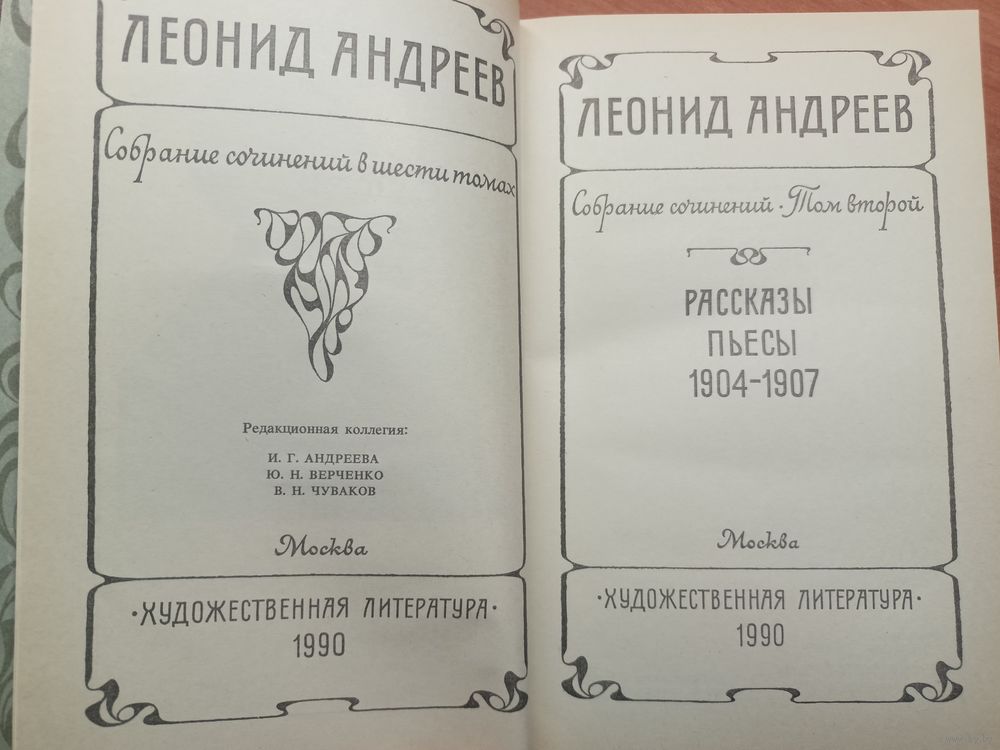 ЛЕОНИД АНДРЕЕВ
Собрание сочинений в шести томах
Редакционная коллегия:
И. Г. АНДРЕЕВА
Ю. Н. ВЕРЧЕНКО
В. Н. ЧУВАКОВ
Москва
·ХУДОЖЕСТВЕННАЯ ЛИТЕРАТУРА·
1990
ЛЕОНИД АНДРЕЕВ
Собрание сочинений · Том второй
РАССКАЗЫ
ПЬЕСЫ
1904-1907
Москва
·ХУДОЖЕСТВЕННАЯ ЛИТЕРАТУРА·
1990